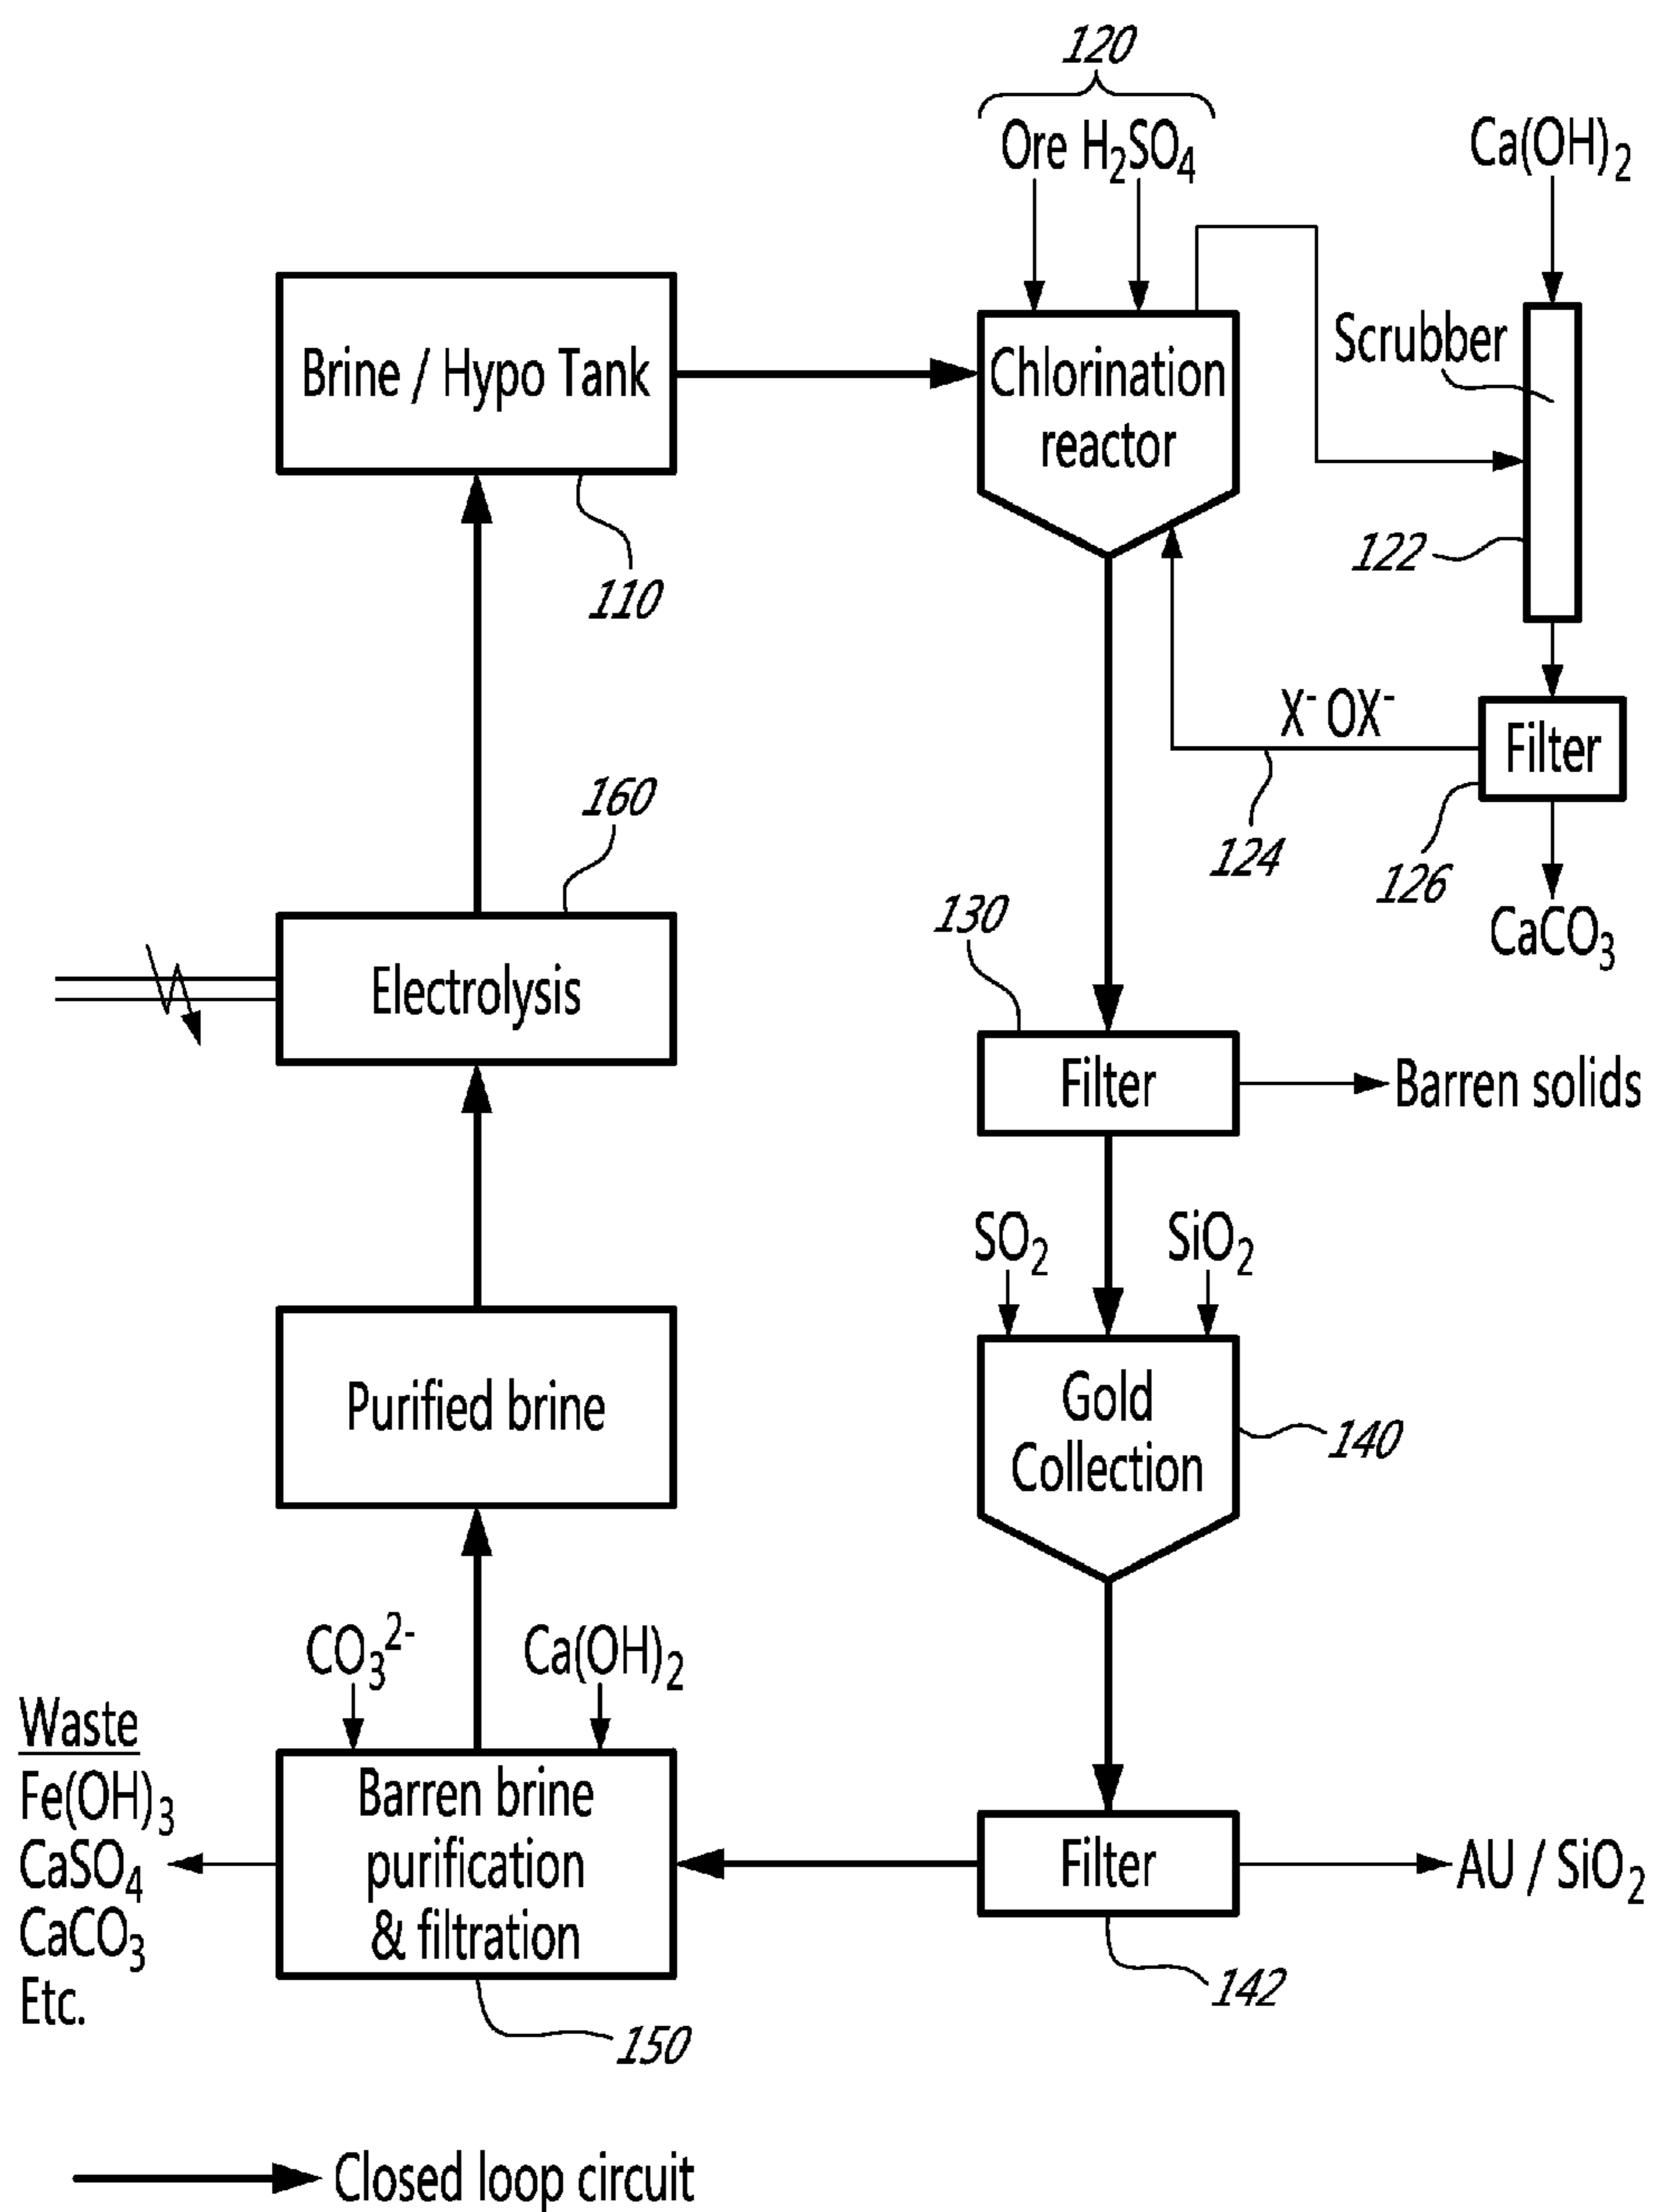 120
Ore H₂SO₄
Ca(OH)₂
Scrubber
Brine / Hypo Tank
Chlorination
reactor
122
110
X⁻ OX⁻
Filter
160
124
126
CaCO₃
130
Electrolysis
Filter
Barren solids
SO₂
SiO₂
Purified brine
Gold
Collection
140
CO₃²⁻
Ca(OH)₂
Waste
Fe(OH)₃
CaSO₄
CaCO₃
Etc.
Barren brine
purification
& filtration
Filter
AU / SiO₂
142
150
Closed loop circuit